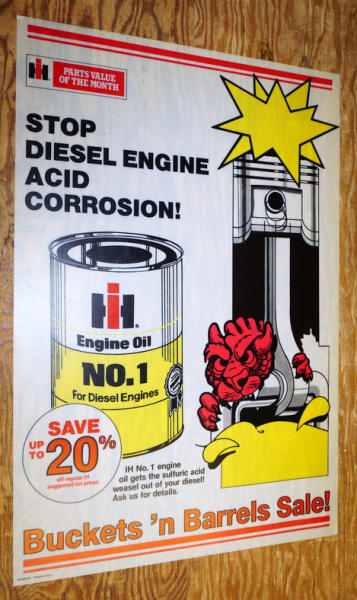 IH
PARTS VALUE
OF THE MONTH
STOP
DIESEL ENGINE
ACID
CORROSION!
IH
Engine Oil
NO.1
For Diesel Engines
SAVE
UP TO 20%
off regular IH
suggested list prices
IH No. 1 engine
oil gets the sulfuric acid
weasel out of your diesel!
Ask us for details.
Buckets 'n Barrels Sale!